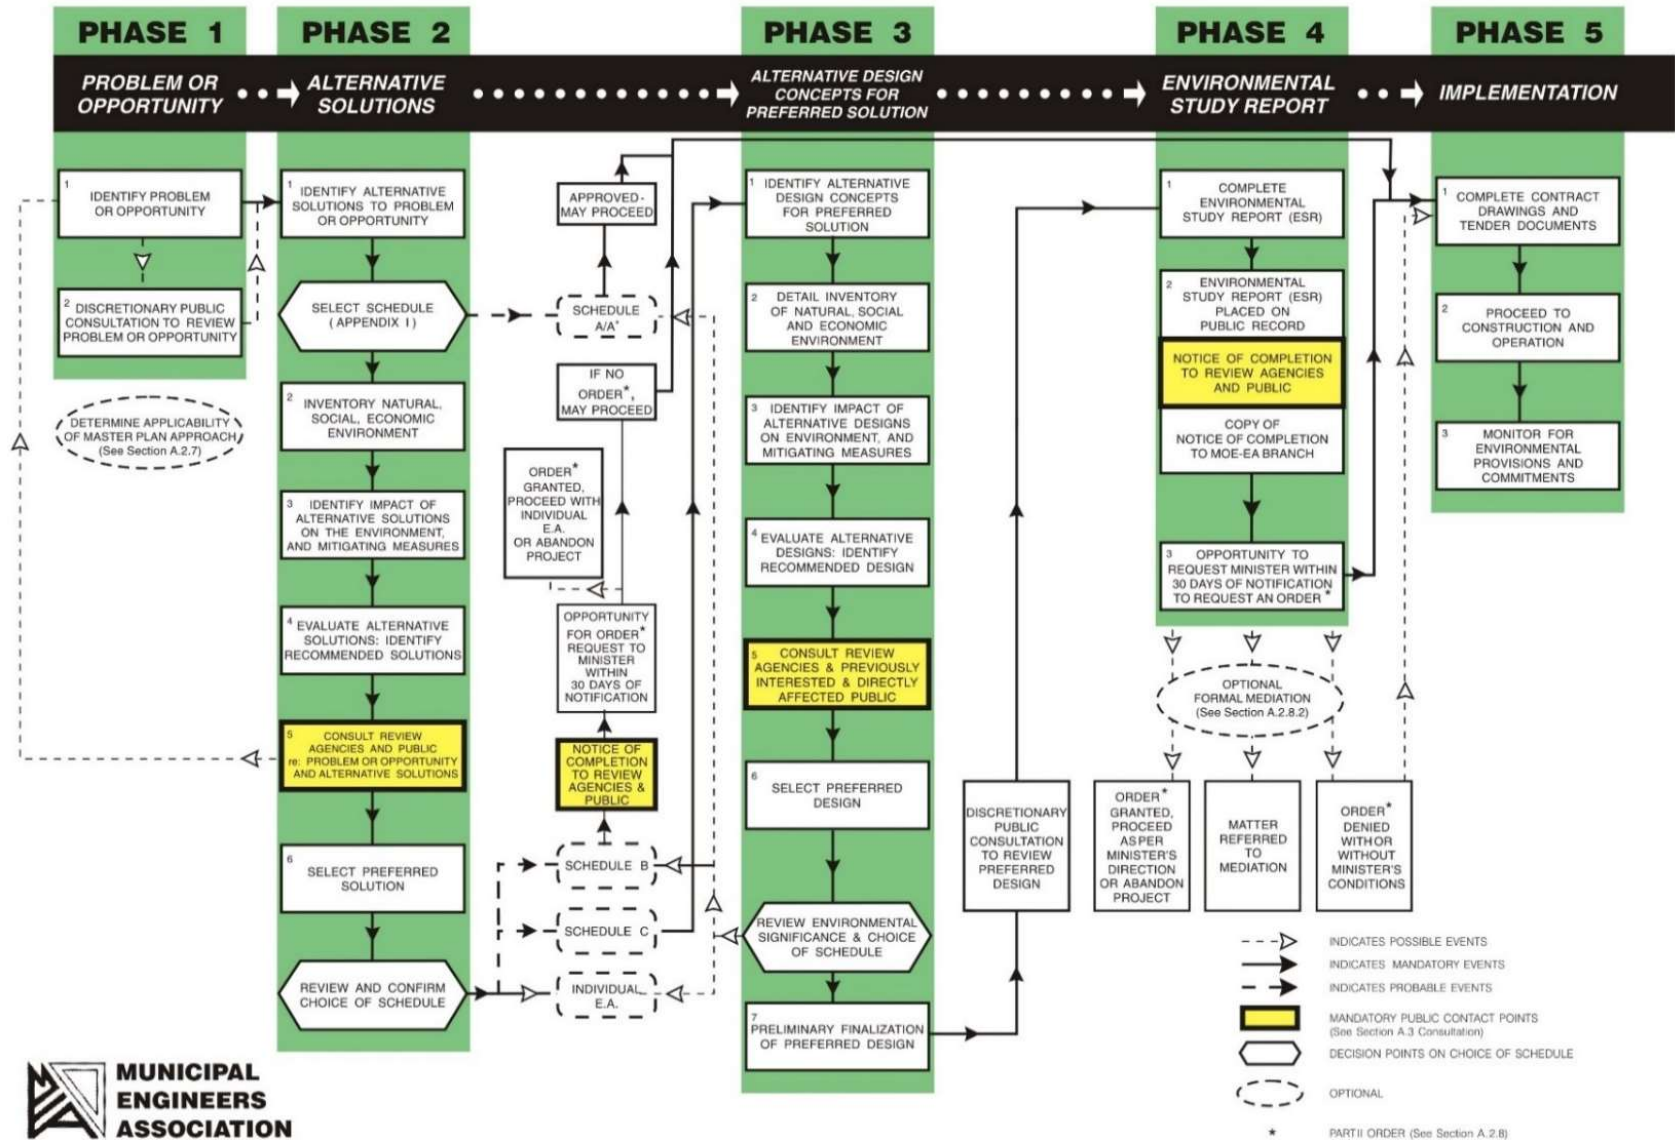 PHASE 1
PHASE 2
PHASE 3
PHASE 4
PHASE 5
PROBLEM OR
OPPORTUNITY
ALTERNATIVE
SOLUTIONS
ALTERNATIVE DESIGN
CONCEPTS FOR
PREFERRED SOLUTION
ENVIRONMENTAL
STUDY REPORT
IMPLEMENTATION
1
IDENTIFY PROBLEM
OR OPPORTUNITY
2
DISCRETIONARY PUBLIC
CONSULTATION TO REVIEW
PROBLEM OR OPPORTUNITY
DETERMINE APPLICABILITY
OF MASTER PLAN APPROACH
(See Section A.2.7)
1
IDENTIFY ALTERNATIVE
SOLUTIONS TO PROBLEM
OR OPPORTUNITY
SELECT SCHEDULE
( APPENDIX I )
2
INVENTORY NATURAL,
SOCIAL, ECONOMIC
ENVIRONMENT
3
IDENTIFY IMPACT OF
ALTERNATIVE SOLUTIONS
ON THE ENVIRONMENT,
AND MITIGATING MEASURES
4
EVALUATE ALTERNATIVE
SOLUTIONS: IDENTIFY
RECOMMENDED SOLUTIONS
5
CONSULT REVIEW
AGENCIES AND PUBLIC
re: PROBLEM OR OPPORTUNITY
AND ALTERNATIVE SOLUTIONS
6
SELECT PREFERRED
SOLUTION
REVIEW AND CONFIRM
CHOICE OF SCHEDULE
APPROVED-
MAY PROCEED
SCHEDULE
A/A+
IF NO
ORDER*,
MAY PROCEED
ORDER*
GRANTED,
PROCEED WITH
INDIVIDUAL
E.A.
OR ABANDON
PROJECT
OPPORTUNITY
FOR ORDER*
REQUEST TO
MINISTER
WITHIN
30 DAYS OF
NOTIFICATION
NOTICE OF
COMPLETION
TO REVIEW
AGENCIES &
PUBLIC
SCHEDULE B
SCHEDULE C
INDIVIDUAL
E.A.
1
IDENTIFY ALTERNATIVE
DESIGN CONCEPTS
FOR PREFERRED
SOLUTION
2
DETAIL INVENTORY
OF NATURAL, SOCIAL
AND ECONOMIC
ENVIRONMENT
3
IDENTIFY IMPACT OF
ALTERNATIVE DESIGNS
ON ENVIRONMENT, AND
MITIGATING MEASURES
4
EVALUATE ALTERNATIVE
DESIGNS: IDENTIFY
RECOMMENDED DESIGN
5
CONSULT REVIEW
AGENCIES & PREVIOUSLY
INTERESTED & DIRECTLY
AFFECTED PUBLIC
6
SELECT PREFERRED
DESIGN
REVIEW ENVIRONMENTAL
SIGNIFICANCE & CHOICE
OF SCHEDULE
7
PRELIMINARY FINALIZATION
OF PREFERRED DESIGN
DISCRETIONARY
PUBLIC
CONSULTATION
TO REVIEW
PREFERRED
DESIGN
1
COMPLETE
ENVIRONMENTAL
STUDY REPORT (ESR)
2
ENVIRONMENTAL
STUDY REPORT (ESR)
PLACED ON
PUBLIC RECORD
NOTICE OF COMPLETION
TO REVIEW AGENCIES
AND PUBLIC
COPY OF
NOTICE OF COMPLETION
TO MOE-EA BRANCH
3
OPPORTUNITY TO
REQUEST MINISTER WITHIN
30 DAYS OF NOTIFICATION
TO REQUEST AN ORDER*
OPTIONAL
FORMAL MEDIATION
(See Section A.2.8.2)
ORDER*
GRANTED,
PROCEED
ASPER
MINISTER'S
DIRECTION
OR ABANDON
PROJECT
MATTER
REFERRED
TO
MEDIATION
ORDER*
DENIED
WITHOR
WITHOUT
MINISTER'S
CONDITIONS
1
COMPLETE CONTRACT
DRAWINGS AND
TENDER DOCUMENTS
2
PROCEED TO
CONSTRUCTION AND
OPERATION
3
MONITOR FOR
ENVIRONMENTAL
PROVISIONS AND
COMMITMENTS
INDICATES POSSIBLE EVENTS
INDICATES MANDATORY EVENTS
INDICATES PROBABLE EVENTS
MANDATORY PUBLIC CONTACT POINTS
(See Section A.3 Consultation)
DECISION POINTS ON CHOICE OF SCHEDULE
OPTIONAL
* PARTII ORDER (See Section A.2.8)
MUNICIPAL
ENGINEERS
ASSOCIATION